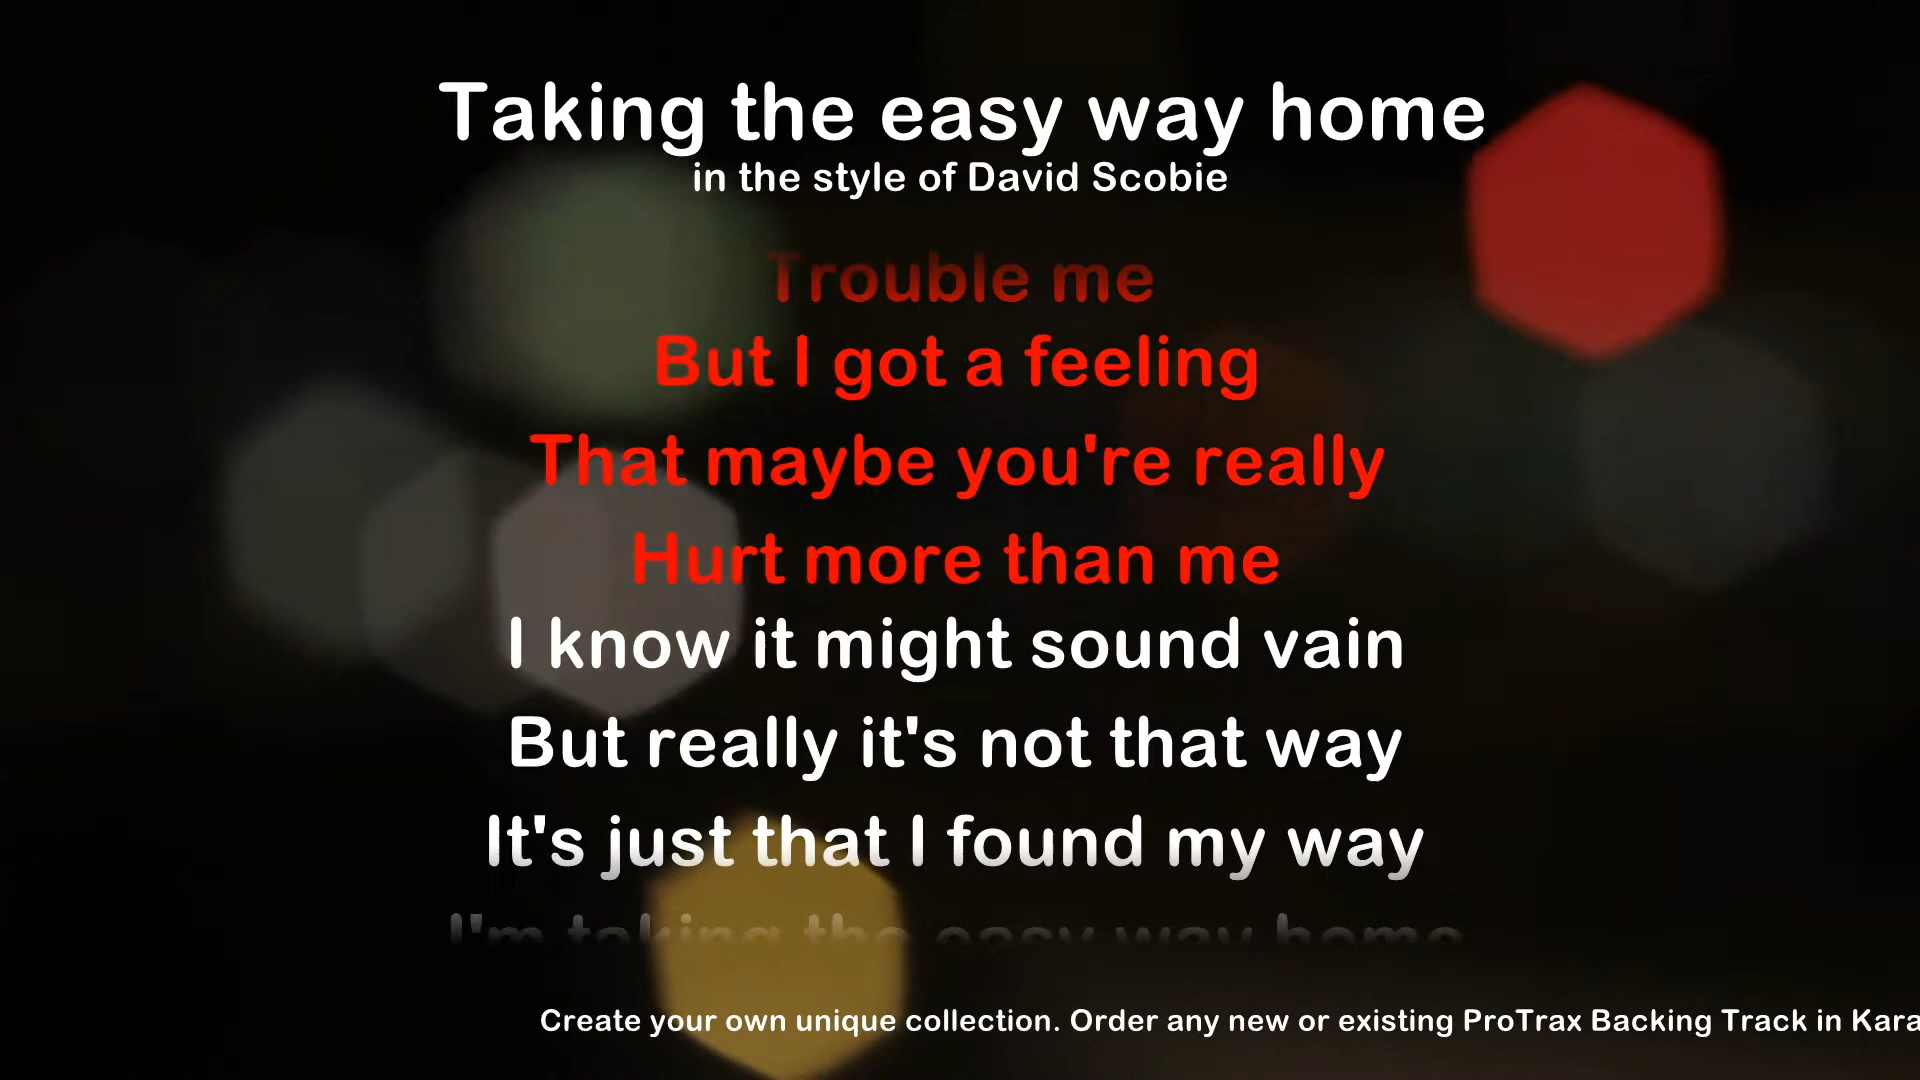 Taking the easy way home
in the style of David Scobie
Trouble me
But I got a feeling
That maybe you're really
Hurt more than me
I know it might sound vain
But really it's not that way
It's just that I found my way
I'm taking the easy way home
Create your own unique collection. Order any new or existing ProTrax Backing Track in Kara